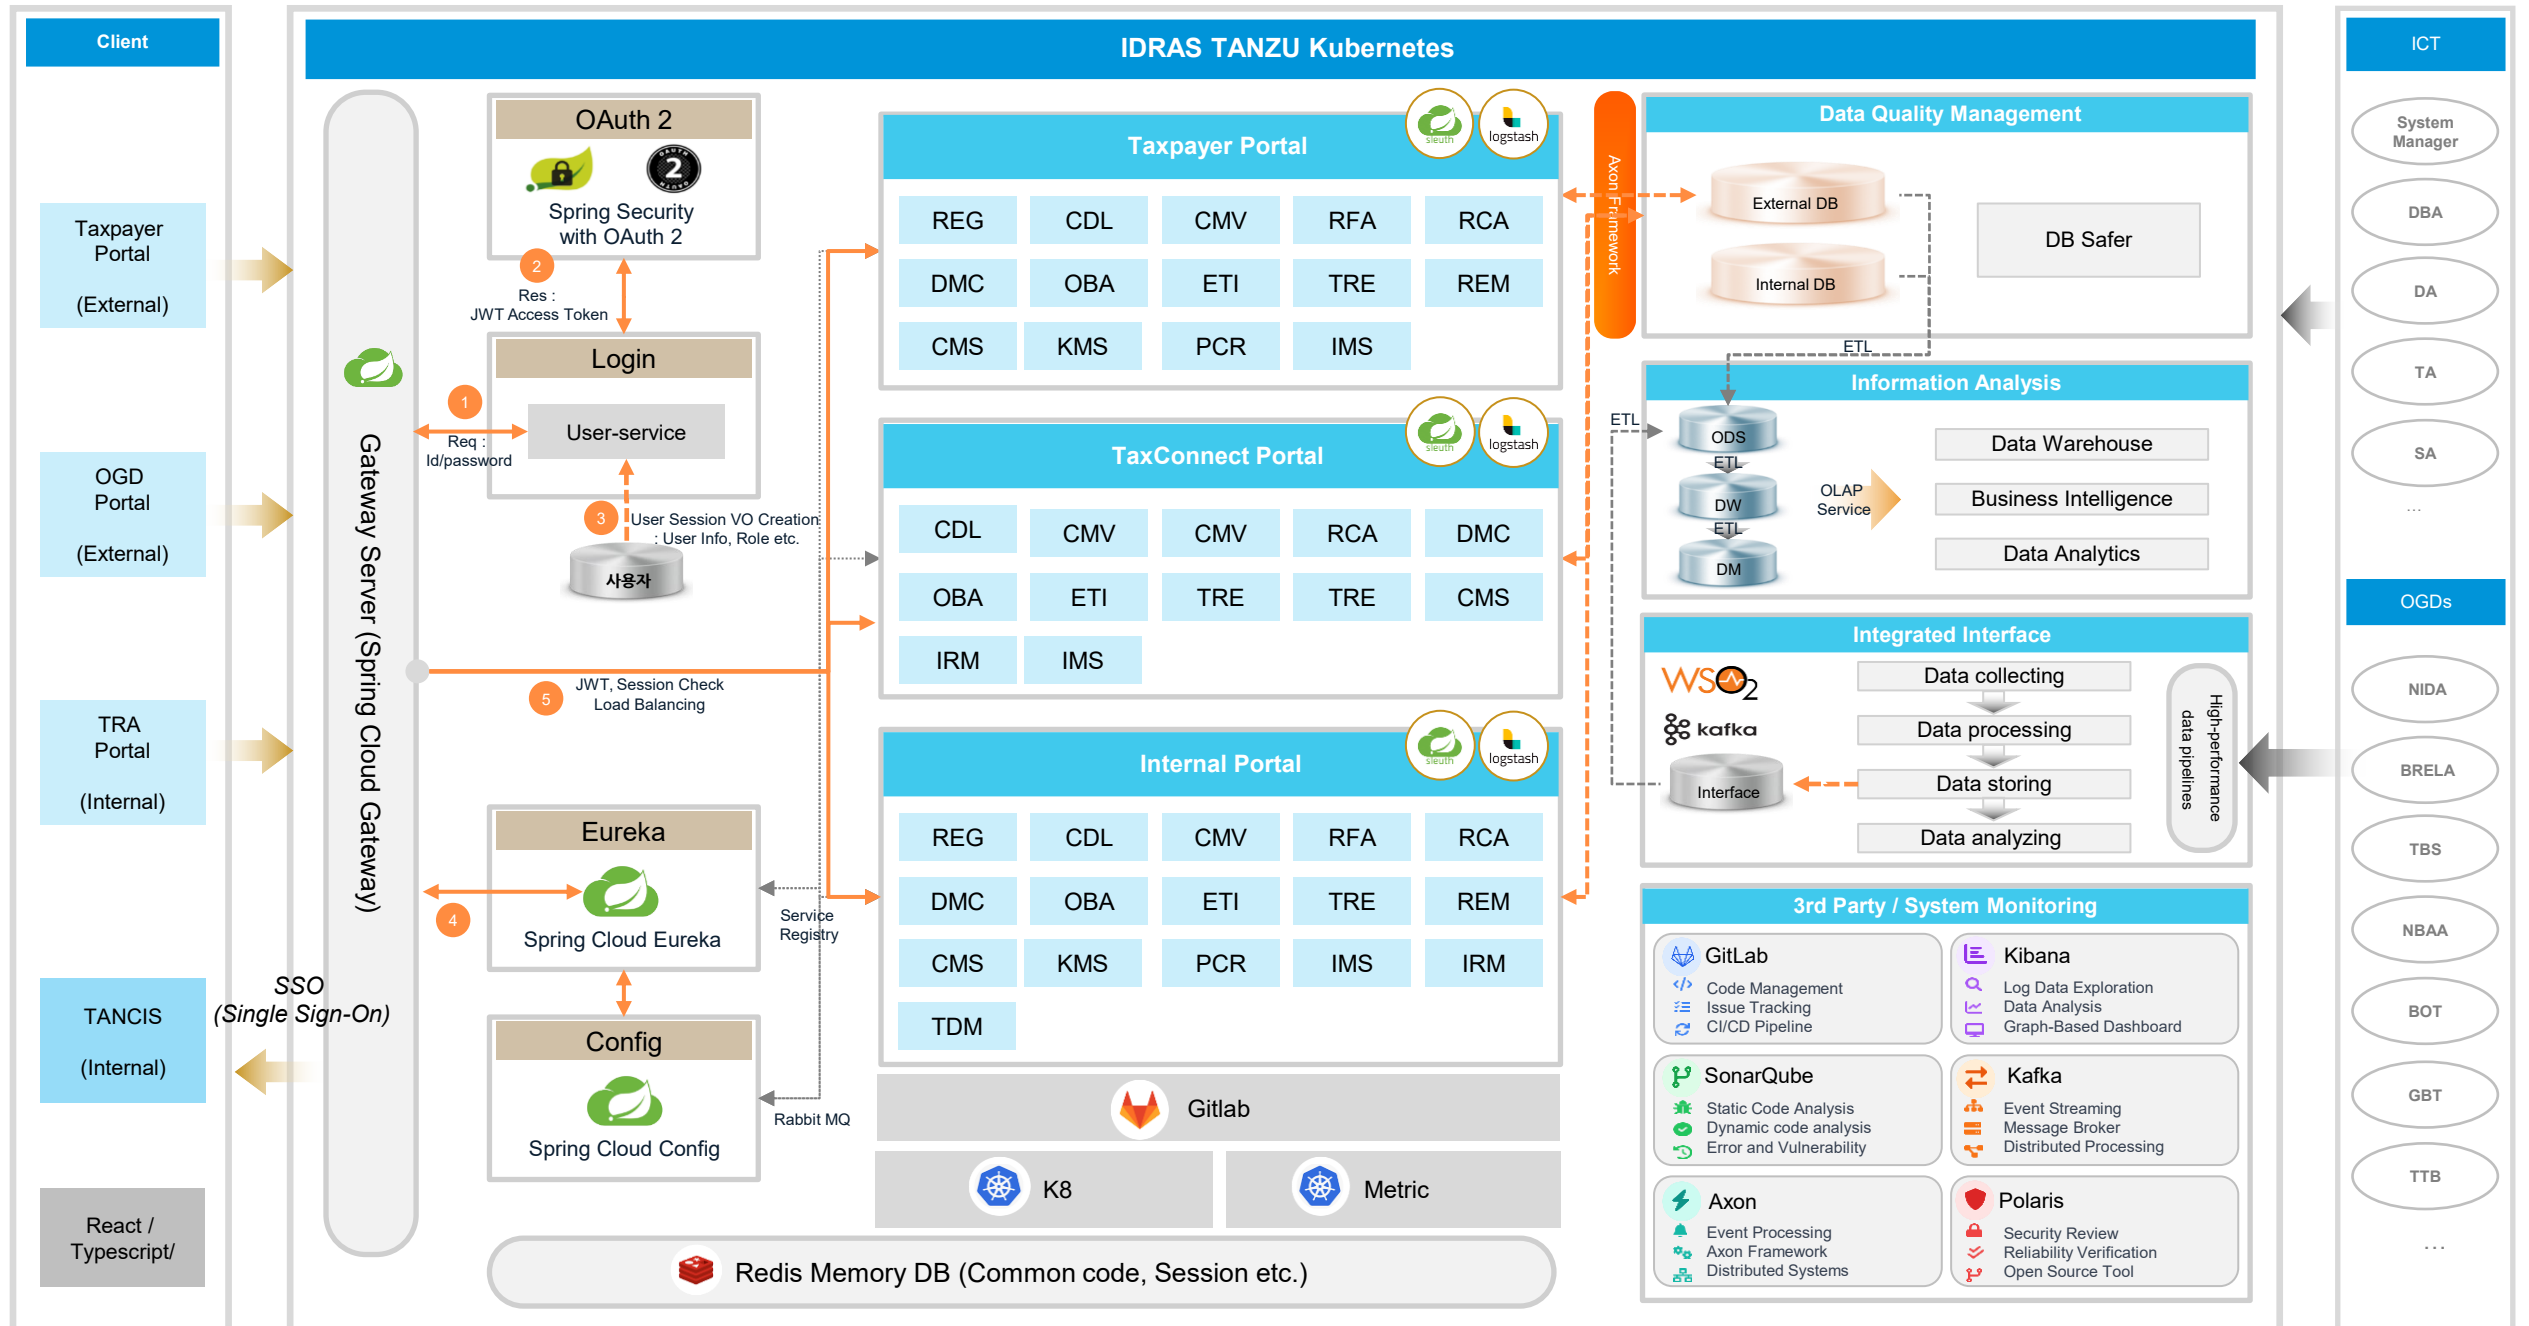 Client
Taxpayer
Portal
(External)
OGD
Portal
(External)
TRA
Portal
(Internal)
TANCIS
(Internal)
React /
Typescript/
SSO
(Single Sign-On)
IDRAS TANZU Kubernetes
Gateway Server (Spring Cloud Gateway)
OAuth 2
OAUTH
2
OAUTH
Spring Security
with OAuth 2
2
Res :
JWT Access Token
Login
User-service
1
Req :
Id/password
3
User Session VO Creation
: User Info, Role etc.
사용자
5
JWT, Session Check
Load Balancing
Eureka
Spring Cloud Eureka
4
Service
Registry
Config
Spring Cloud Config
Rabbit MQ
Taxpayer Portal
sleuth
logstash
REG CDL CMV RFA RCA
DMC OBA ETI TRE REM
CMS KMS PCR IMS
TaxConnect Portal
sleuth
logstash
CDL CMV CMV RCA DMC
OBA ETI TRE TRE CMS
IRM IMS
Internal Portal
sleuth
logstash
REG CDL CMV RFA RCA
DMC OBA ETI TRE REM
CMS KMS PCR IMS IRM
TDM
Gitlab
K8
Metric
Redis Memory DB (Common code, Session etc.)
Axon Framework
Data Quality Management
External DB
Internal DB
DB Safer
ETL
Information Analysis
ETL
ODS
ETL
DW
ETL
DM
OLAP
Service
Data Warehouse
Business Intelligence
Data Analytics
Integrated Interface
WSO2
kafka
Interface
Data collecting
Data processing
Data storing
Data analyzing
High-performance
data pipelines
3rd Party / System Monitoring
GitLab
Code Management
Issue Tracking
CI/CD Pipeline
Kibana
Log Data Exploration
Data Analysis
Graph-Based Dashboard
SonarQube
Static Code Analysis
Dynamic code analysis
Error and Vulnerability
Kafka
Event Streaming
Message Broker
Distributed Processing
Axon
Event Processing
Axon Framework
Distributed Systems
Polaris
Security Review
Reliability Verification
Open Source Tool
ICT
System
Manager
DBA
DA
TA
SA
...
OGDs
NIDA
BRELA
TBS
NBAA
BOT
GBT
TTB
...